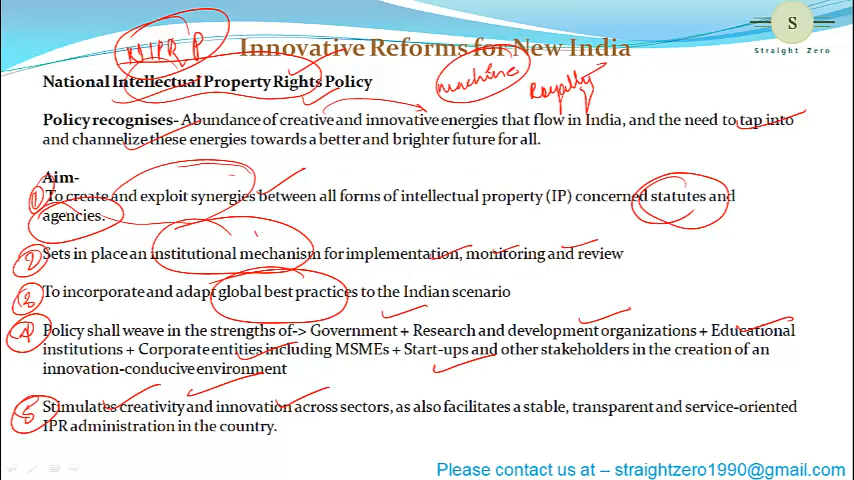 NIPRP
Innovative Reforms for New India
S
Straight Zero
machine
Royalty
National Intellectual Property Rights Policy
Policy recognises- Abundance of creative and innovative energies that flow in India, and the need to tap into
and channelize these energies towards a better and brighter future for all.
Aim-
1 To create and exploit synergies between all forms of intellectual property (IP) concerned statutes and
agencies.
2 Sets in place an institutional mechanism for implementation, monitoring and review
3 To incorporate and adapt global best practices to the Indian scenario
4 Policy shall weave in the strengths of-> Government + Research and development organizations + Educational
institutions + Corporate entities including MSMEs + Start-ups and other stakeholders in the creation of an
innovation-conducive environment
5 Stimulates creativity and innovation across sectors, as also facilitates a stable, transparent and service-oriented
IPR administration in the country.
Please contact us at – straightzero1990@gmail.com